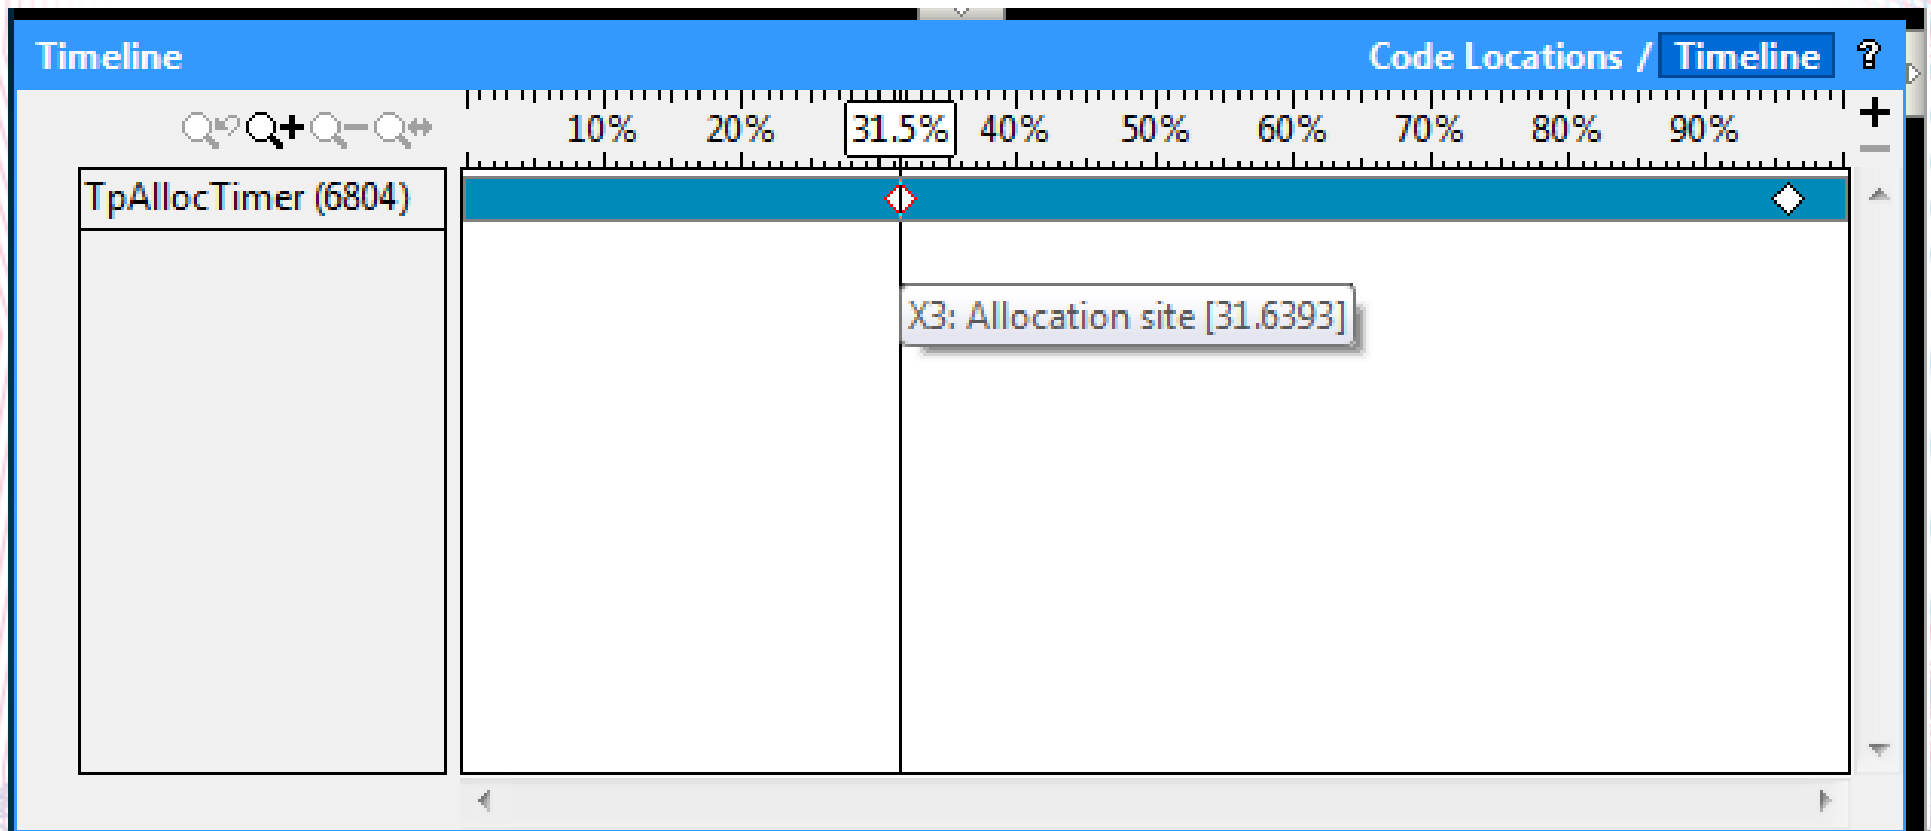 Timeline
Code Locations / Timeline ?
10% 20% 31.5% 40% 50% 60% 70% 80% 90%
TpAllocTimer (6804)
X3: Allocation site [31.6393]